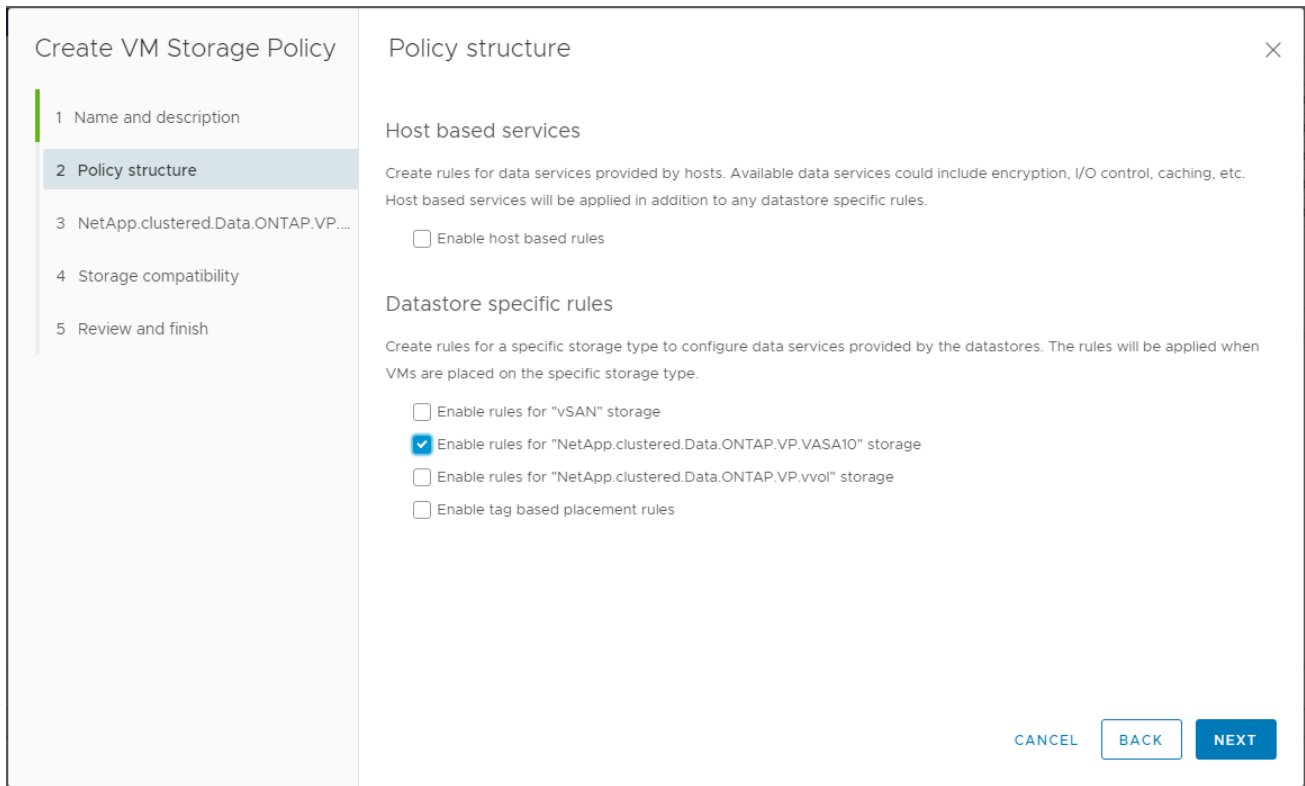 Create VM Storage Policy
1 Name and description
2 Policy structure
3 NetApp.clustered.Data.ONTAP.VP....
4 Storage compatibility
5 Review and finish
Policy structure
Host based services
Create rules for data services provided by hosts. Available data services could include encryption, I/O control, caching, etc.
Host based services will be applied in addition to any datastore specific rules.
Enable host based rules
Datastore specific rules
Create rules for a specific storage type to configure data services provided by the datastores. The rules will be applied when
VMs are placed on the specific storage type.
Enable rules for "vSAN" storage
Enable rules for "NetApp.clustered.Data.ONTAP.VP.VASA10" storage
Enable rules for "NetApp.clustered.Data.ONTAP.VP.vvol" storage
Enable tag based placement rules
CANCEL BACK NEXT